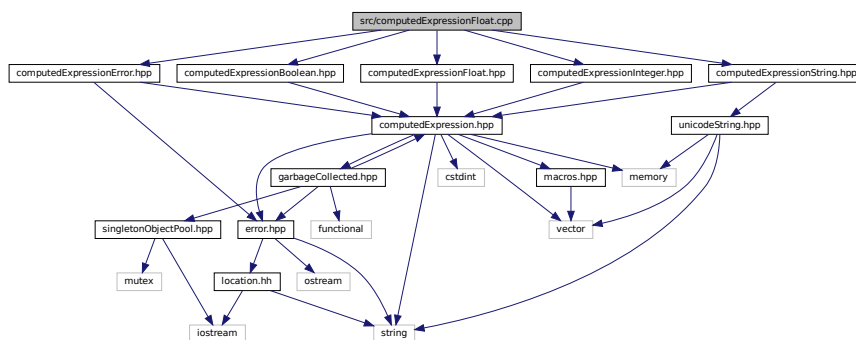 src/computedExpressionFloat.cpp
computedExpressionError.hpp
computedExpressionBoolean.hpp
computedExpressionFloat.hpp
computedExpressionInteger.hpp
computedExpressionString.hpp
computedExpression.hpp
unicodeString.hpp
garbageCollected.hpp
cstdint
macros.hpp
memory
singletonObjectPool.hpp
error.hpp
functional
vector
mutex
location.hh
ostream
iostream
string